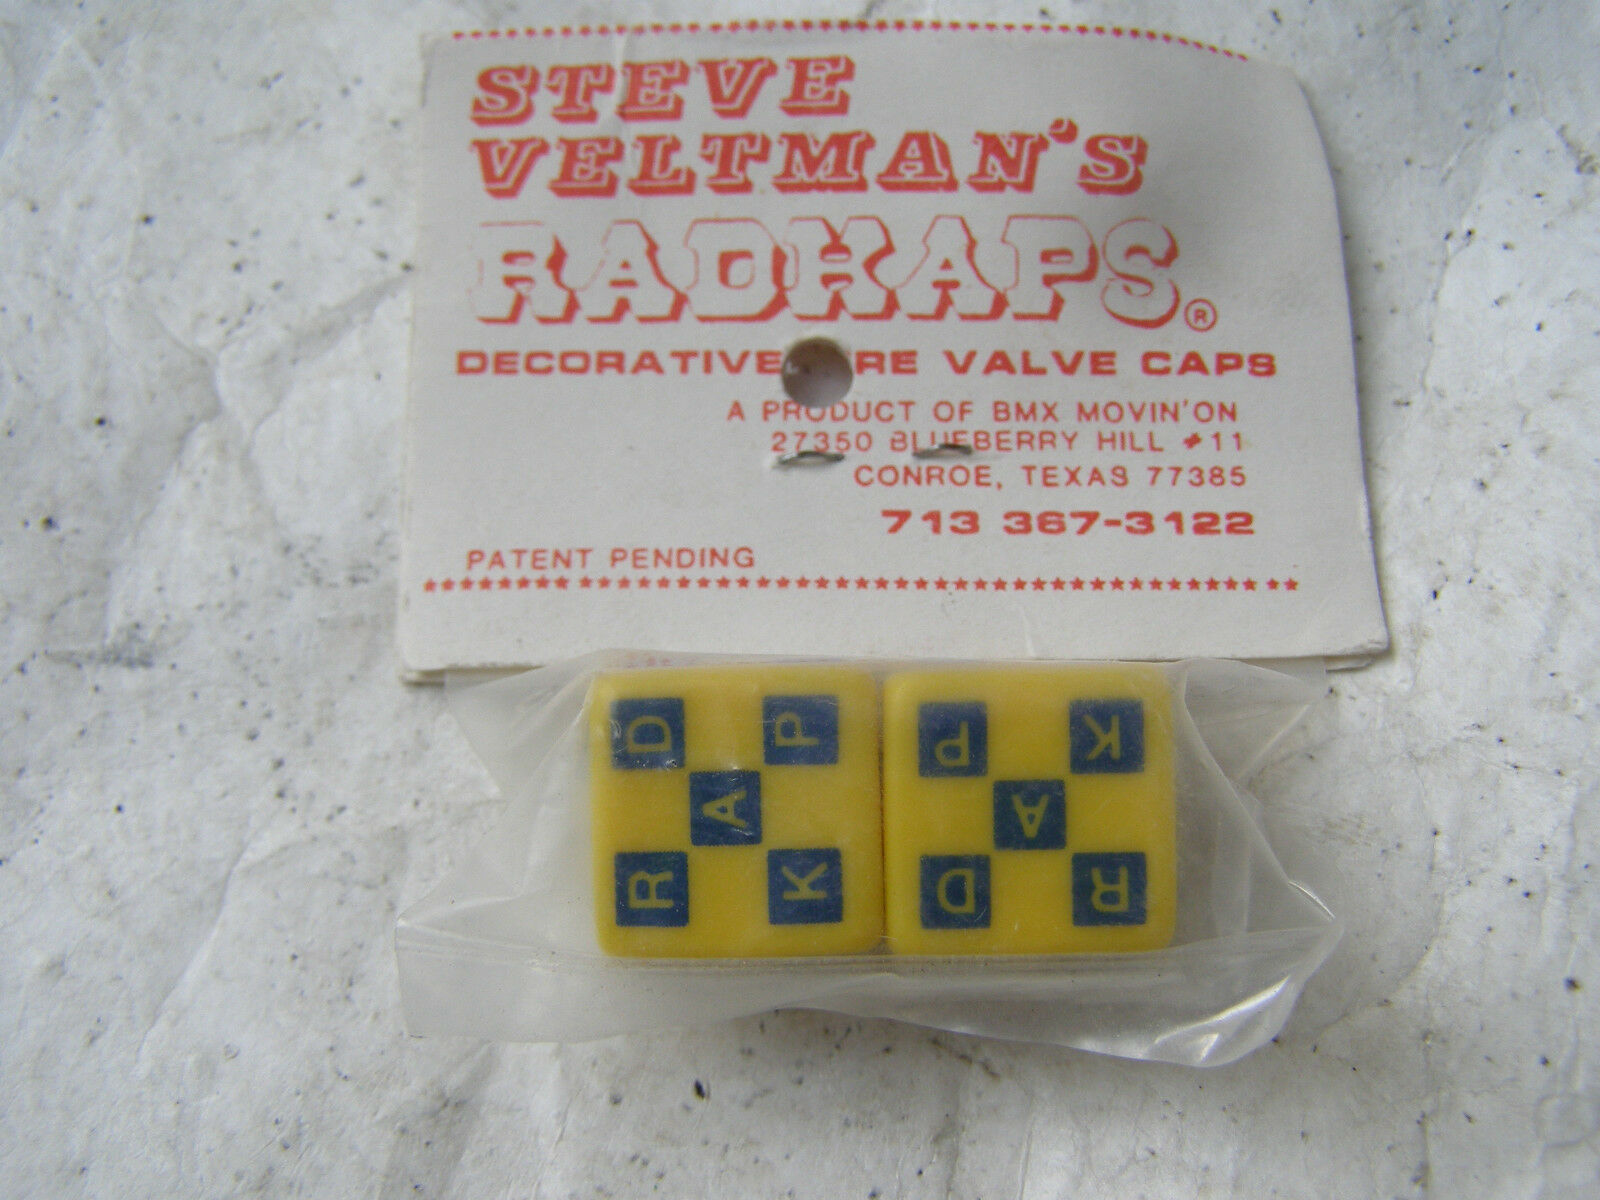 STEVE
VELTMAN'S
RADKAPS®
DECORATIVE RE VALVE CAPS
A PRODUCT OF BMX MOVIN'ON
27350 BLUEBERRY HILL #11
CONROE, TEXAS 77385
713 367-3122
PATENT PENDING
D P
A
R K
P K
A
D R